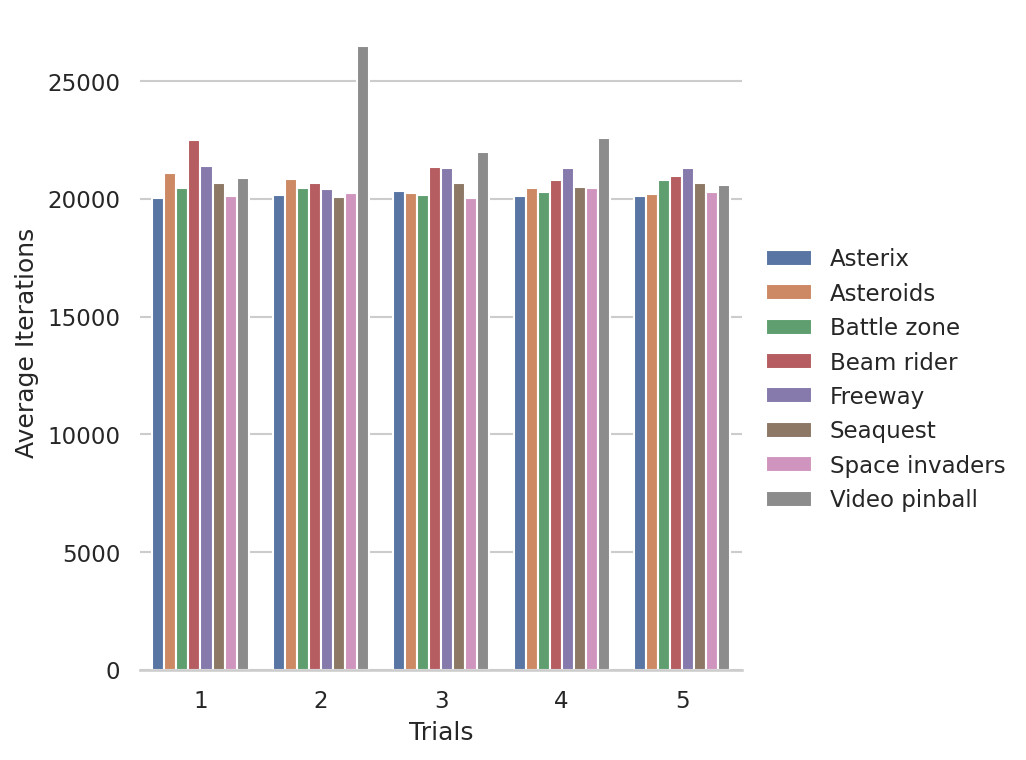 25000
20000
15000
10000
5000
0
Average Iterations
1 2 3 4 5
Trials
Asterix
Asteroids
Battle zone
Beam rider
Freeway
Seaquest
Space invaders
Video pinball